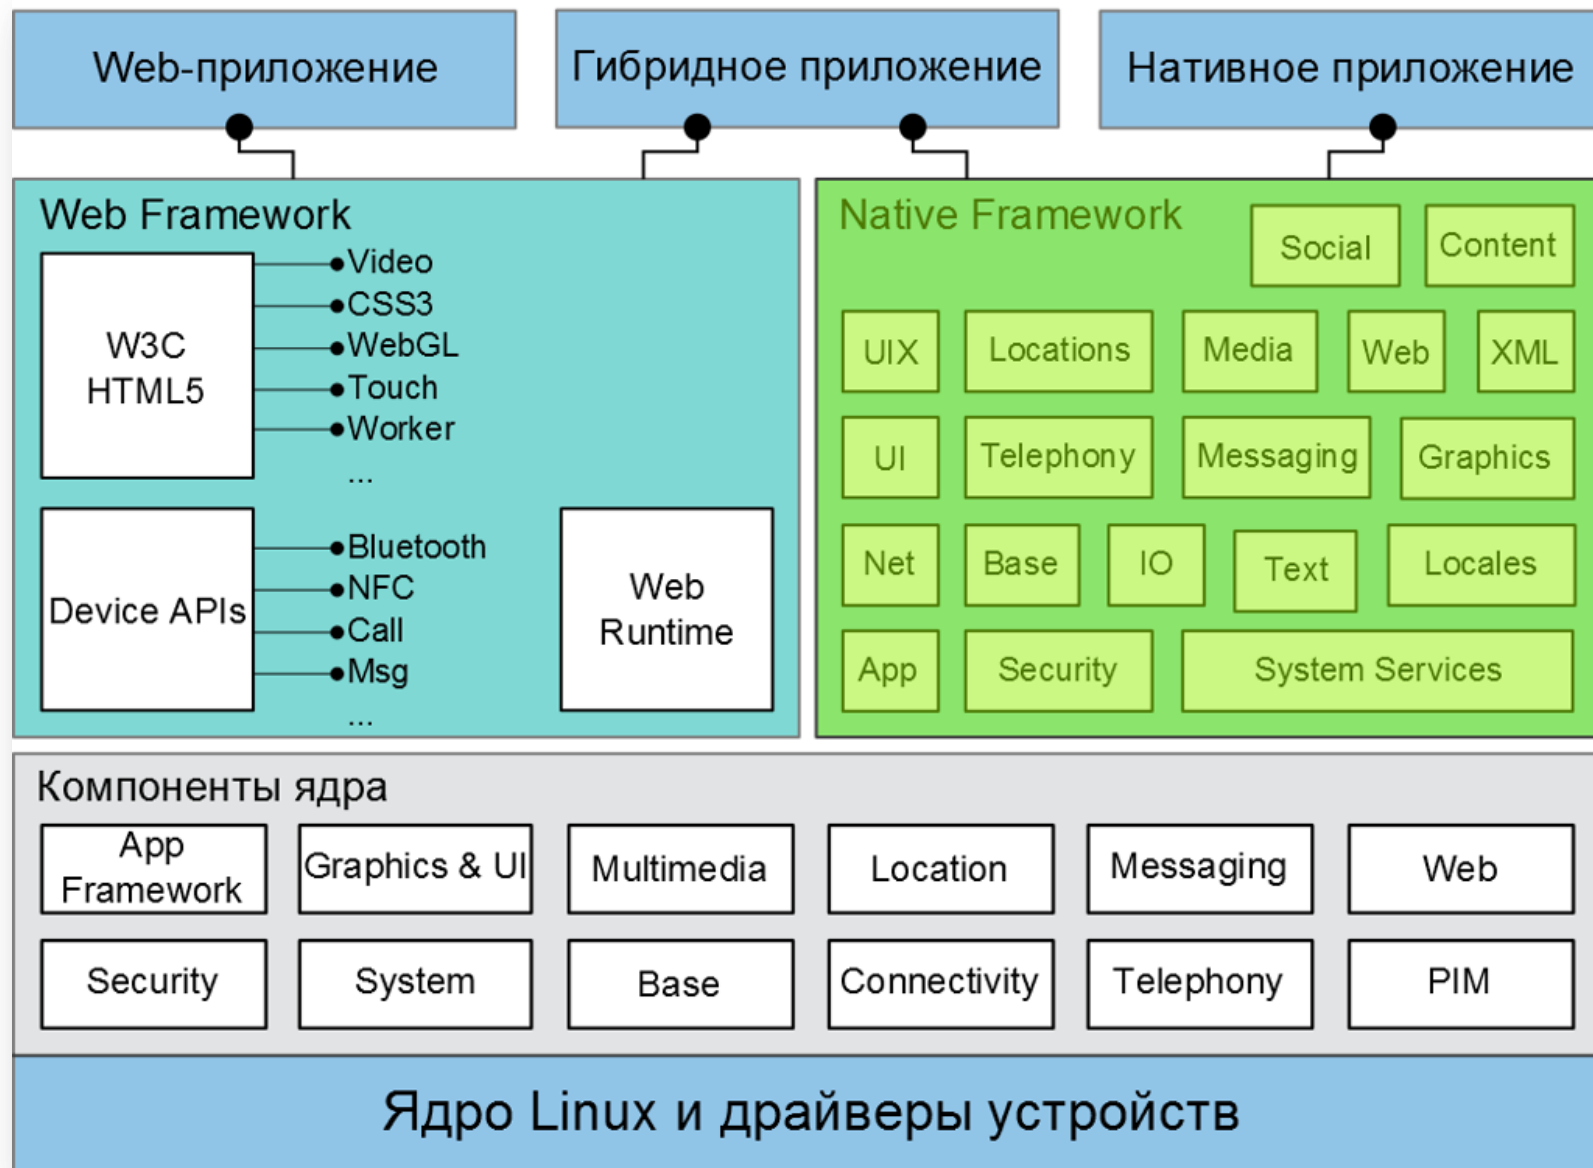 Web-приложение
Гибридное приложение
Нативное приложение
Web Framework
W3C
HTML5
Video
CSS3
WebGL
Touch
Worker
...
Device APIs
Bluetooth
NFC
Call
Msg
...
Web
Runtime
Native Framework
Social
Content
UIX
Locations
Media
Web
XML
UI
Telephony
Messaging
Graphics
Net
Base
IO
Text
Locales
App
Security
System Services
Компоненты ядра
App
Framework
Graphics & UI
Multimedia
Location
Messaging
Web
Security
System
Base
Connectivity
Telephony
PIM
Ядро Linux и драйверы устройств